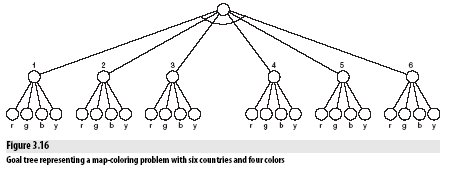 1 2 3 4 5 6
r g b y r g b y r g b y r g b y r g b y r g b y
Figure 3.16
Goal tree representing a map-coloring problem with six countries and four colors